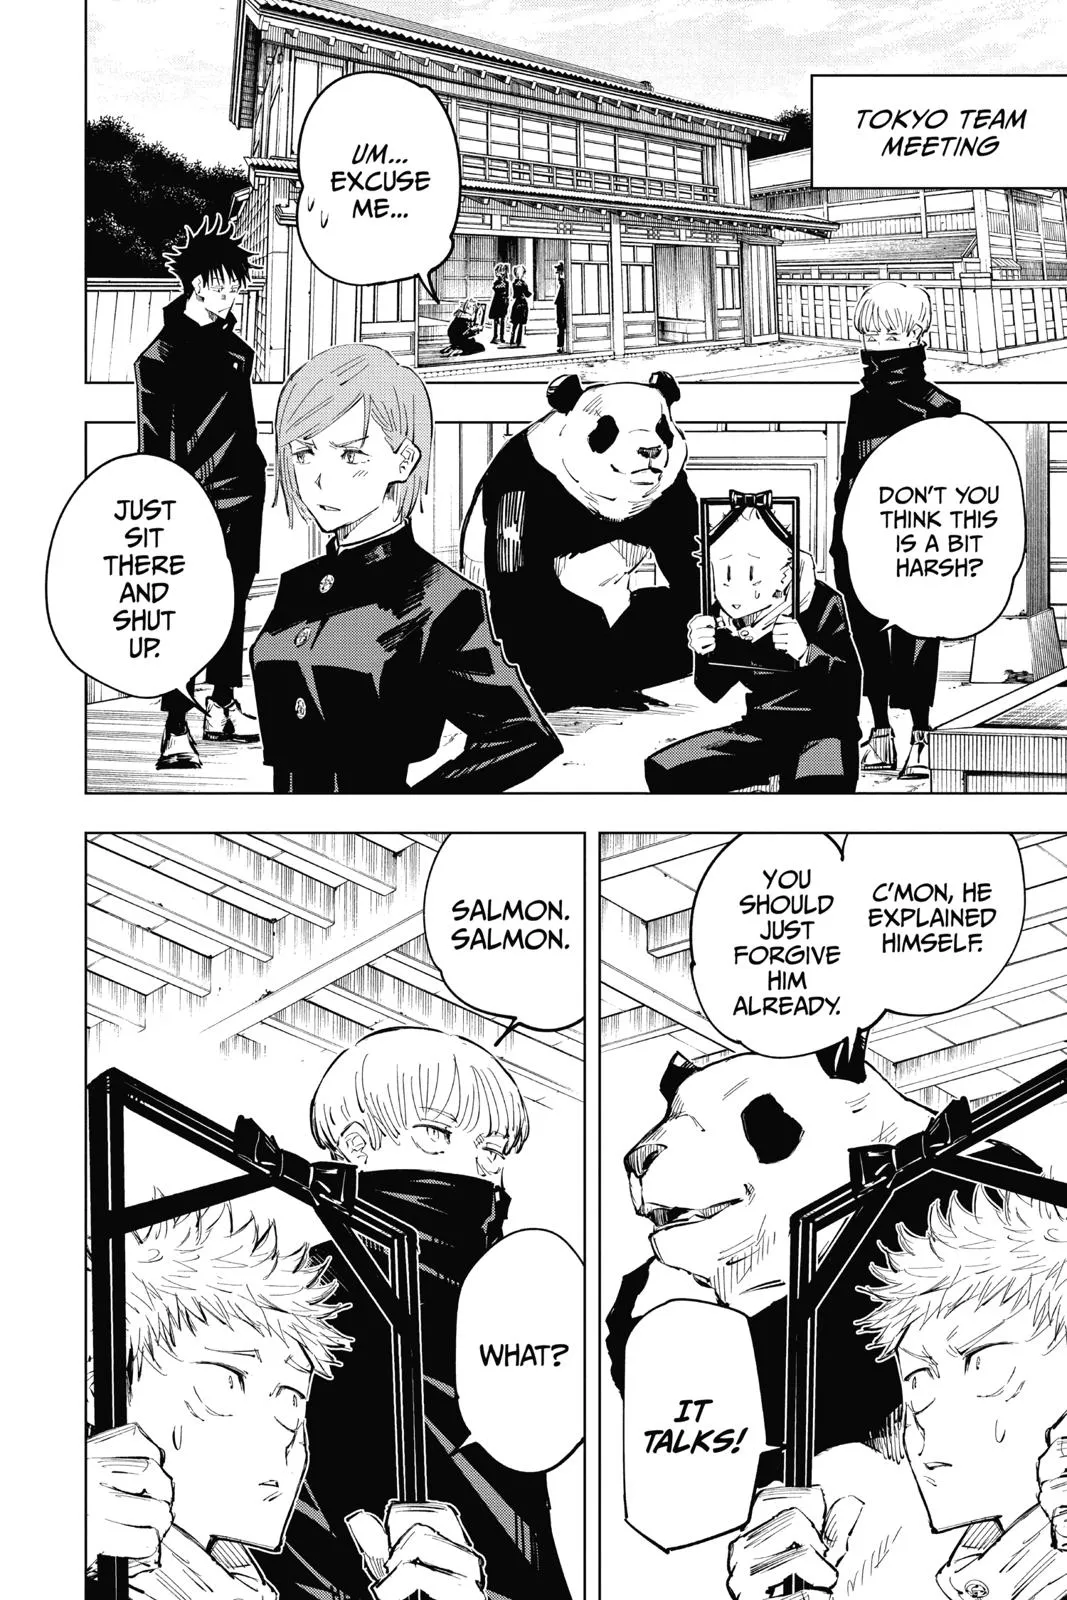 TOKYO TEAM
MEETING
UM...
EXCUSE
ME...
DON'T YOU
THINK THIS
IS A BIT
HARSH?
JUST
SIT
THERE
AND
SHUT
UP.
C'MON, HE
EXPLAINED
HIMSELF.
YOU
SHOULD
JUST
FORGIVE
HIM
ALREADY.
IT
TALKS!
SALMON.
SALMON.
WHAT?